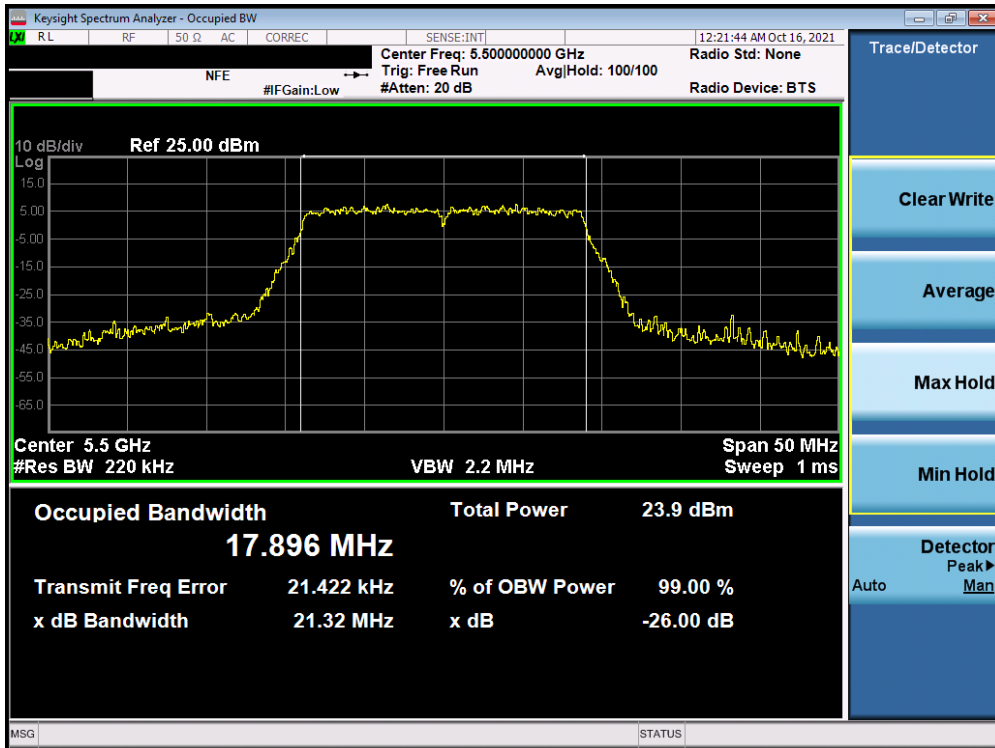 Keysight Spectrum Analyzer - Occupied BW
LXI RL RF 50 Ω AC CORREC SENSE:INT 12:21:44 AM Oct 16, 2021
Center Freq: 5.500000000 GHz Radio Std: None
NFE Trig: Free Run Avg|Hold: 100/100
#IFGain:Low #Atten: 20 dB Radio Device: BTS
10 dB/div Ref 25.00 dBm
Log
15.0
5.00
-5.00
-15.0
-25.0
-35.0
-45.0
-55.0
-65.0
Center 5.5 GHz Span 50 MHz
#Res BW 220 kHz VBW 2.2 MHz Sweep 1 ms
Occupied Bandwidth Total Power 23.9 dBm
17.896 MHz
Transmit Freq Error 21.422 kHz % of OBW Power 99.00 %
x dB Bandwidth 21.32 MHz x dB -26.00 dB
MSG STATUS
Trace/Detector
Clear Write
Average
Max Hold
Min Hold
Detector
Peak▶
Auto Man